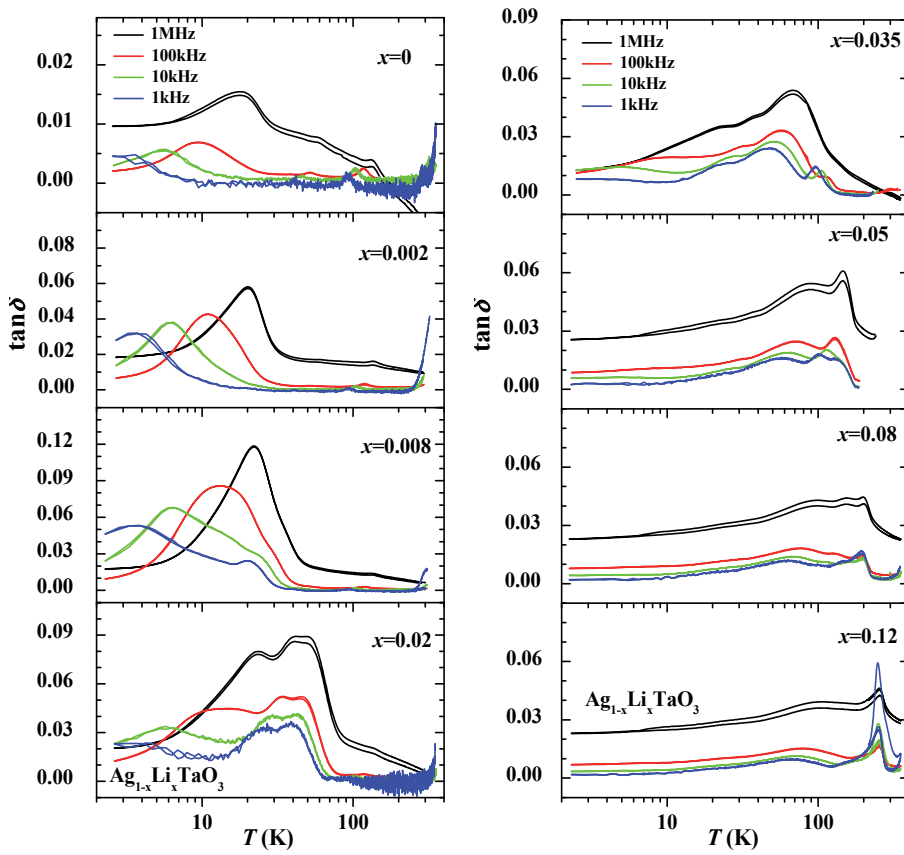 1MHz
100kHz
10kHz
1kHz
x=0
0.02
0.01
0.00
x=0.002
0.08
0.06
0.04
0.02
0.00
tanδ
x=0.008
0.12
0.09
0.06
0.03
0.00
x=0.02
0.09
0.06
0.03
0.00
Ag1-xLixTaO3
10
100
T (K)
1MHz
100kHz
10kHz
1kHz
x=0.035
0.09
0.06
0.03
0.00
x=0.05
0.06
0.03
0.00
tanδ
x=0.08
0.06
0.03
0.00
x=0.12
Ag1-xLixTaO3
0.06
0.03
0.00
10
100
T (K)